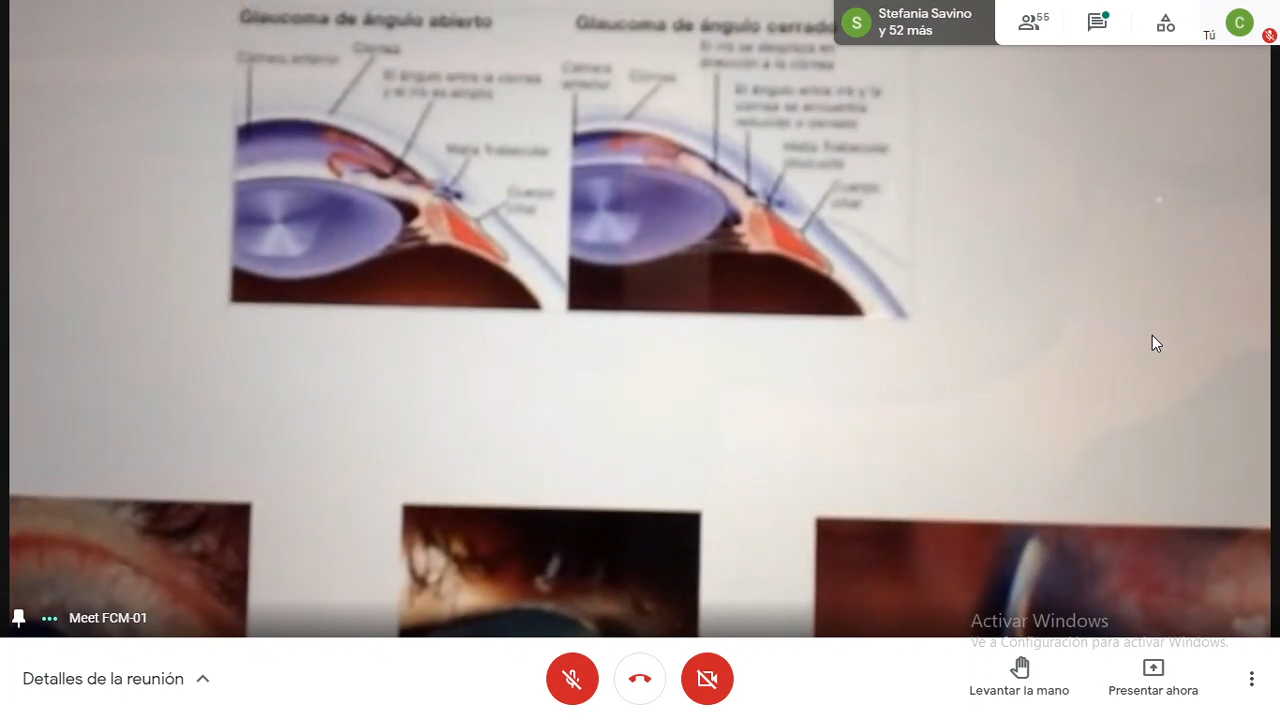 Glaucoma de ángulo abierto
Glaucoma de ángulo cerrado
Stefania Savino
y 52 más
S
55
Tú
C
Cámara anterior
Córnea
El ángulo entre la córnea
y el iris es amplio
Malla Trabecular
Cuerpo
ciliar
Cámara
anterior
Córnea
El iris se desplaza en
dirección a la córnea
El ángulo entre iris y la
córnea se encuentra
reducido o cerrado
Malla Trabecular
obstruida
Cuerpo
ciliar
Meet FCM-01
Activar Windows
Ve a Configuración para activar Windows.
Detalles de la reunión
Levantar la mano
Presentar ahora